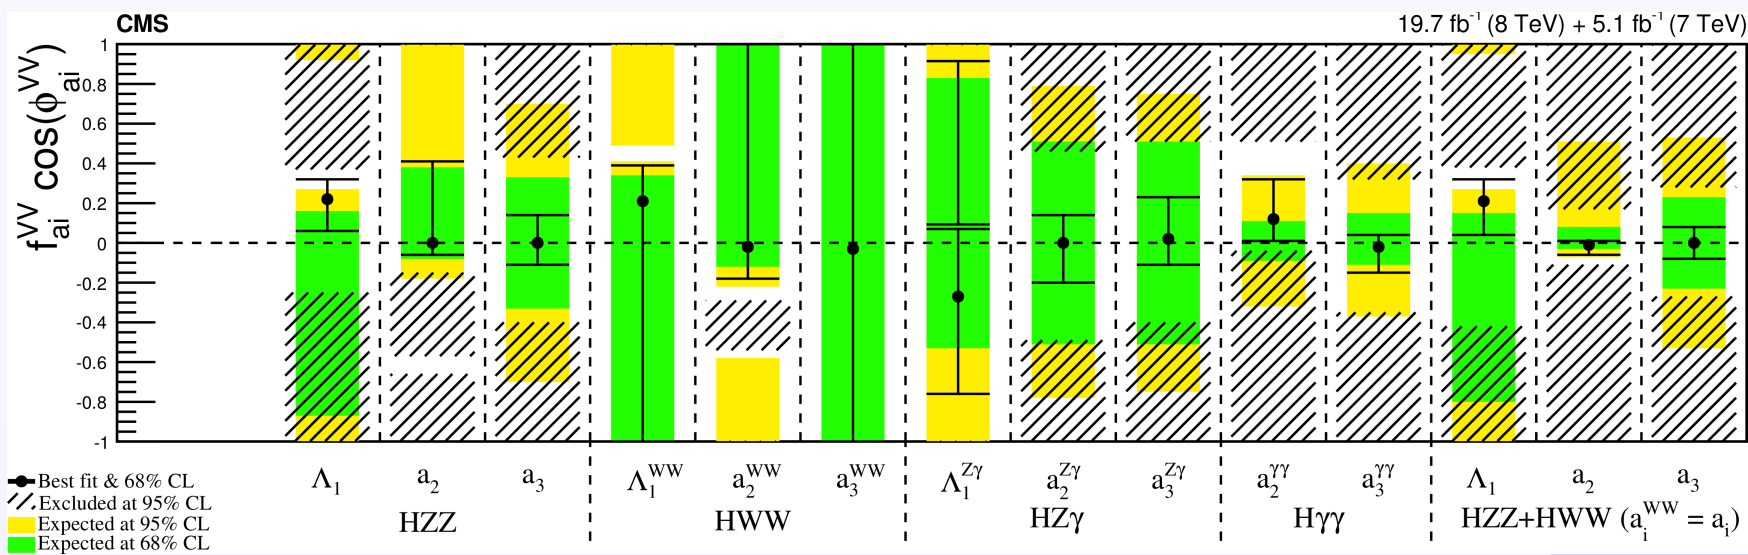 CMS 19.7 fb⁻¹ (8 TeV) + 5.1 fb⁻¹ (7 TeV)
f_ai^VV cos(ϕ_ai^VV)
1
0.8
0.6
0.4
0.2
0
-0.2
-0.4
-0.6
-0.8
-1
Λ₁ a₂ a₃ Λ₁^WW a₂^WW a₃^WW Λ₁^Zγ a₂^Zγ a₃^Zγ a₂^γγ a₃^γγ Λ₁ a₂ a₃
HZZ HWW HZγ Hγγ HZZ+HWW (a_i^WW = a_i)
Best fit & 68% CL
Excluded at 95% CL
Expected at 95% CL
Expected at 68% CL